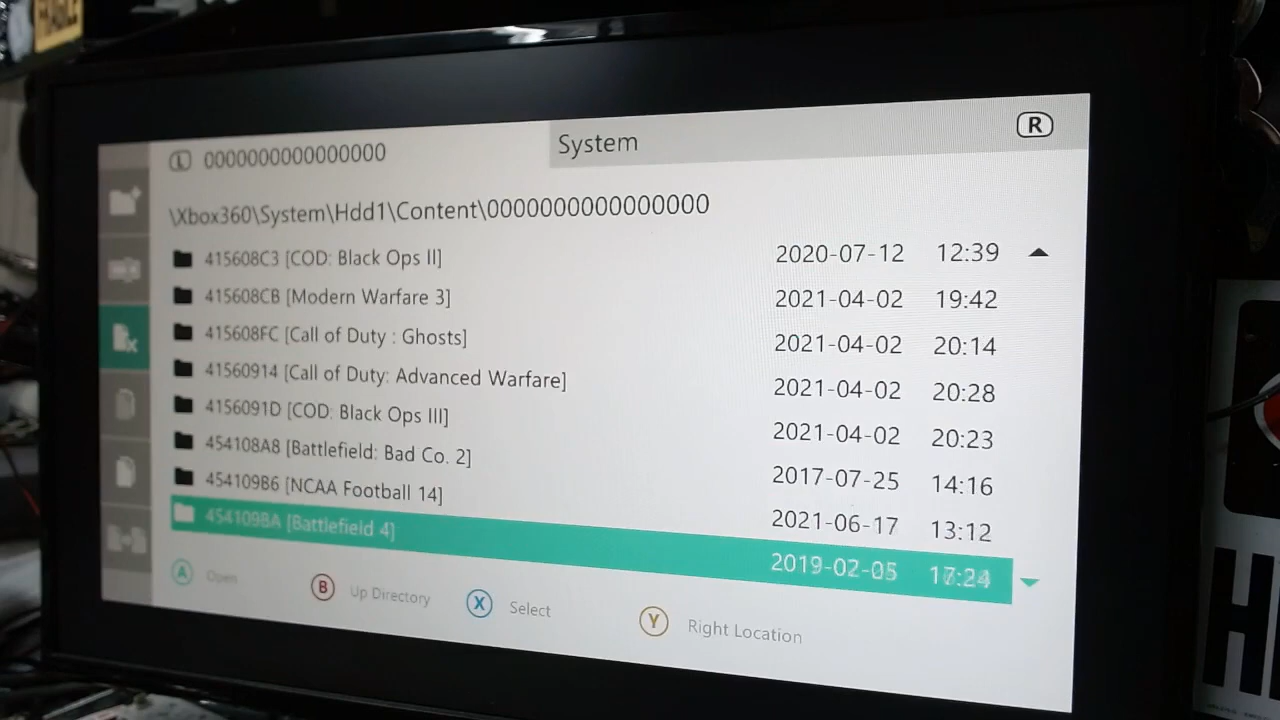 EAGLE
L 0000000000000000
System
R
\Xbox360\System\Hdd1\Content\0000000000000000
415608C3 [COD: Black Ops II] 2020-07-12 12:39
415608CB [Modern Warfare 3] 2021-04-02 19:42
415608FC [Call of Duty : Ghosts] 2021-04-02 20:14
41560914 [Call of Duty: Advanced Warfare] 2021-04-02 20:28
4156091D [COD: Black Ops III] 2021-04-02 20:23
454108A8 [Battlefield: Bad Co. 2] 2017-07-25 14:16
454109B6 [NCAA Football 14] 2021-06-17 13:12
454109BA [Battlefield 4] 2019-02-05 17:24
A Open B Up Directory X Select Y Right Location